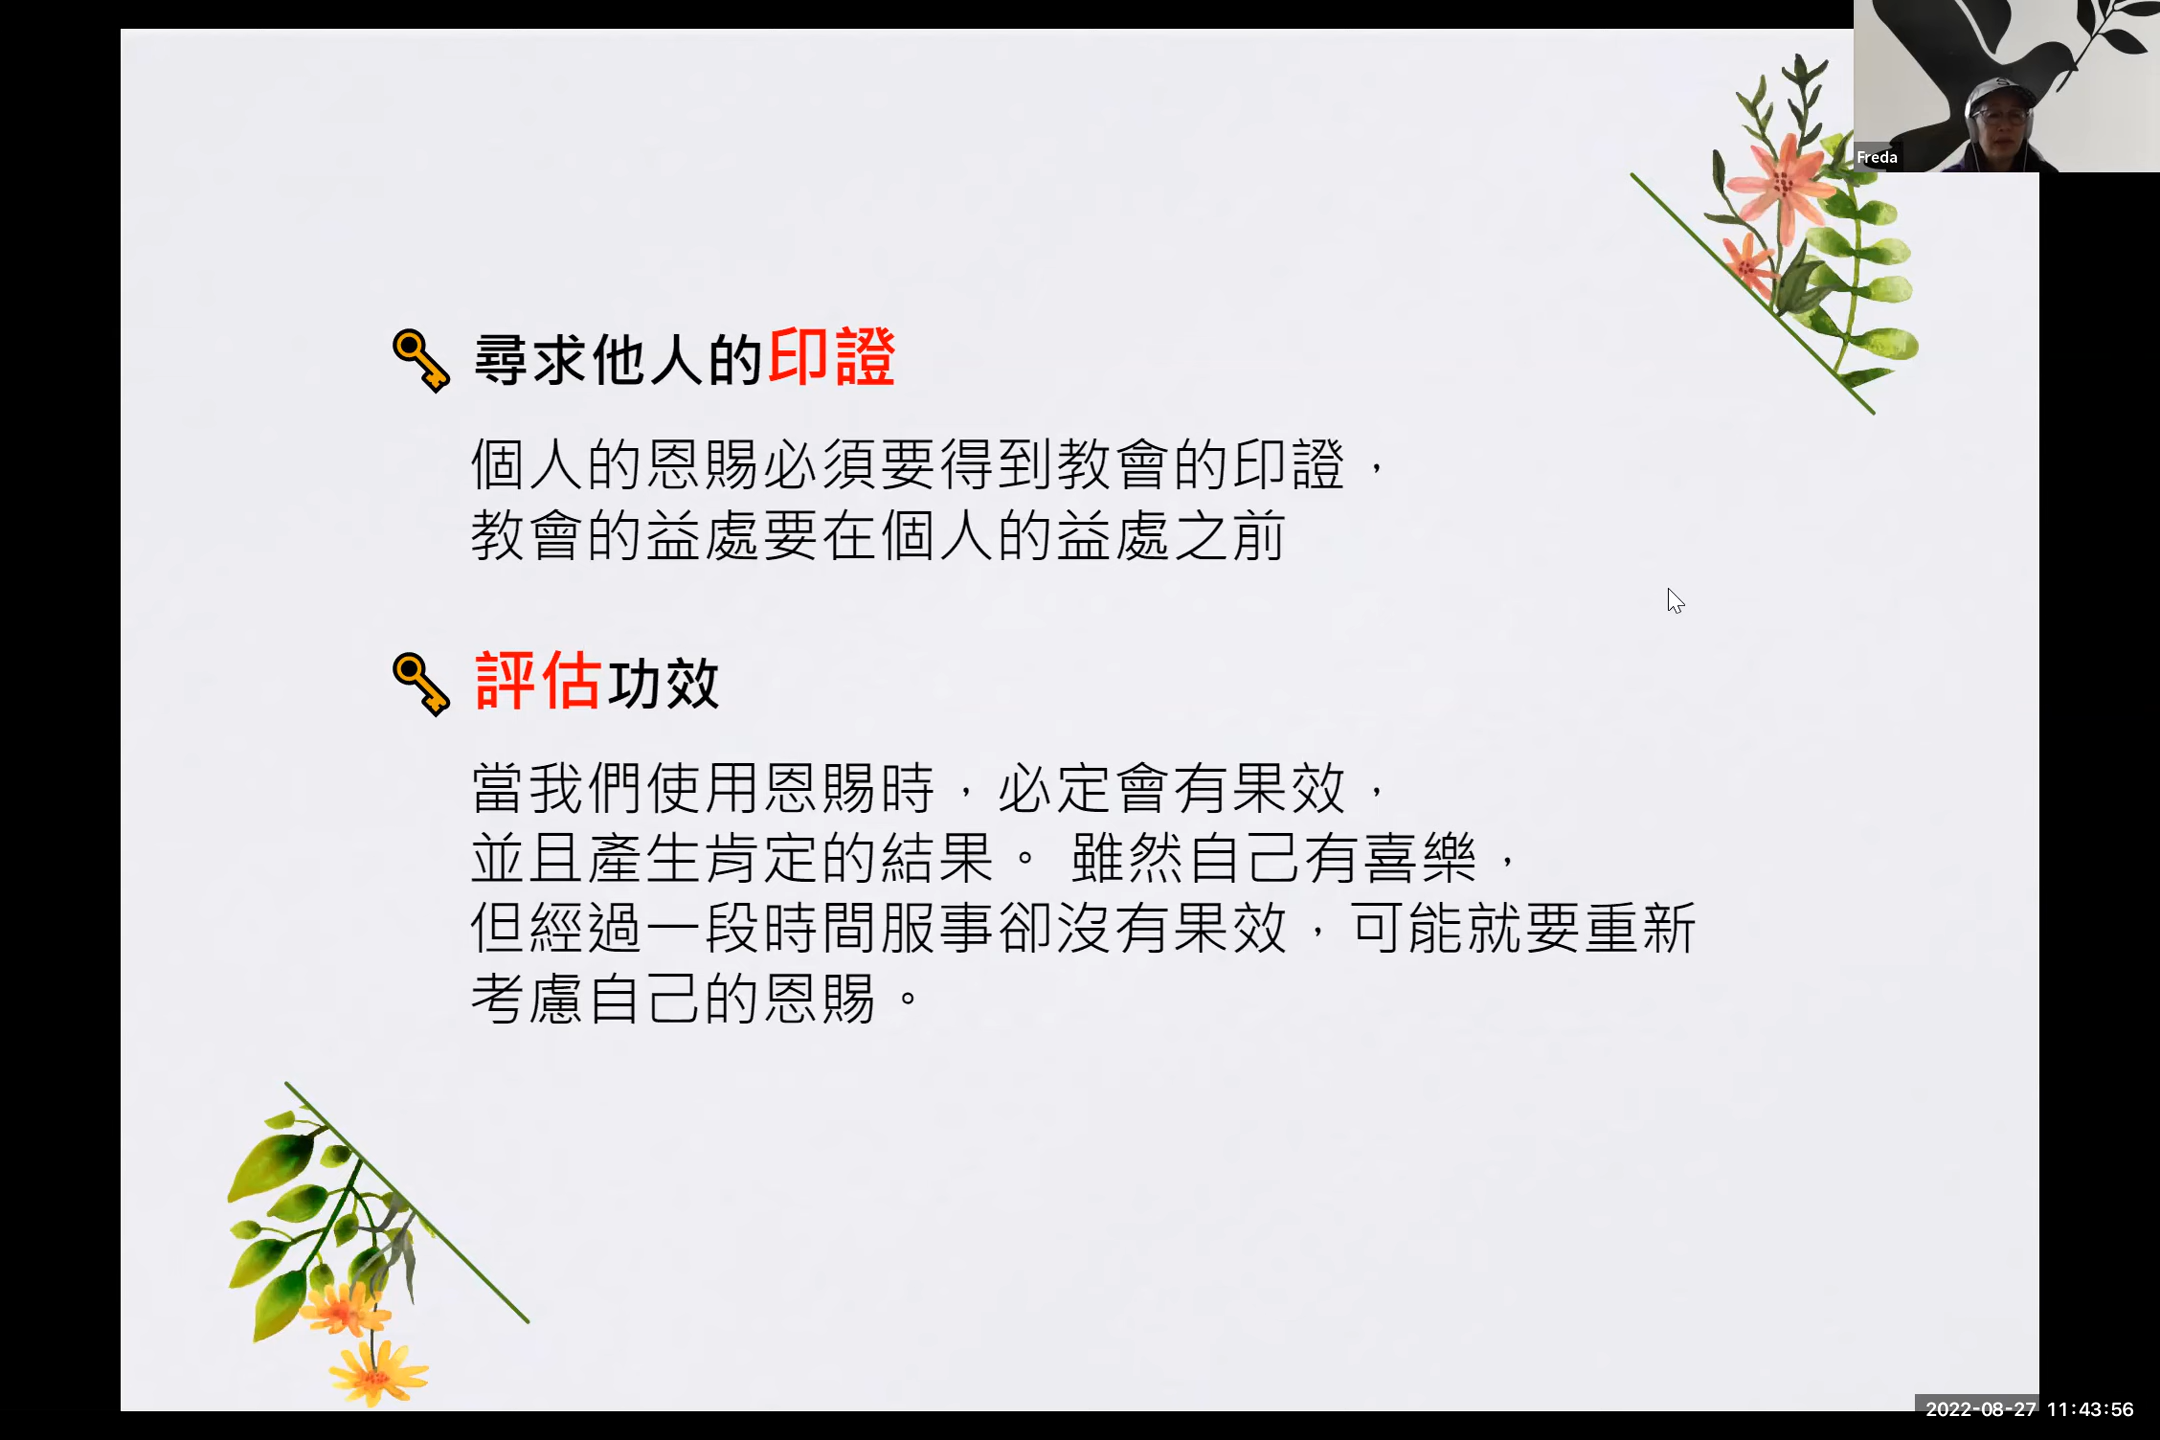 Freda
尋求他人的印證
個人的恩賜必須要得到教會的印證，
教會的益處要在個人的益處之前
評估功效
當我們使用恩賜時，必定會有果效，
並且產生肯定的結果。 雖然自己有喜樂，
但經過一段時間服事卻沒有果效，可能就要重新
考慮自己的恩賜。
2022-08-27 11:43:56